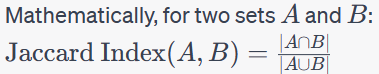 Mathematically, for two sets A and B:
Jaccard Index(A, B) = |A∩B| / |A∪B|